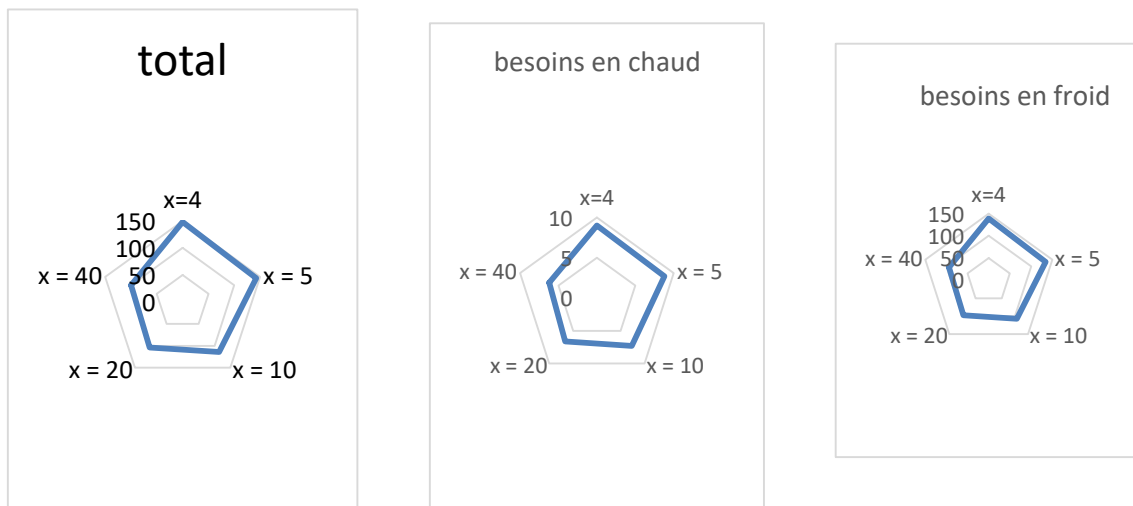 total
x=4
150
100
50
0
x = 5
x = 10
x = 20
x = 40
besoins en chaud
x=4
10
5
0
x = 5
x = 10
x = 20
x = 40
besoins en froid
x=4
150
100
50
0
x = 5
x = 10
x = 20
x = 40